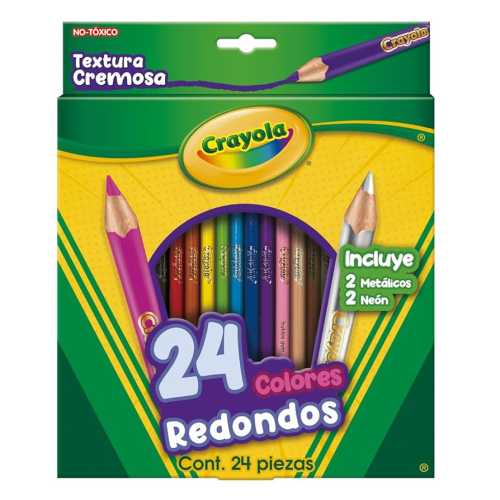 NO-TÓXICO
Textura
Cremosa
Crayola
Crayola
Incluye
2 Metálicos
2 Neón
24
Colores
Redondos
Cont. 24 piezas